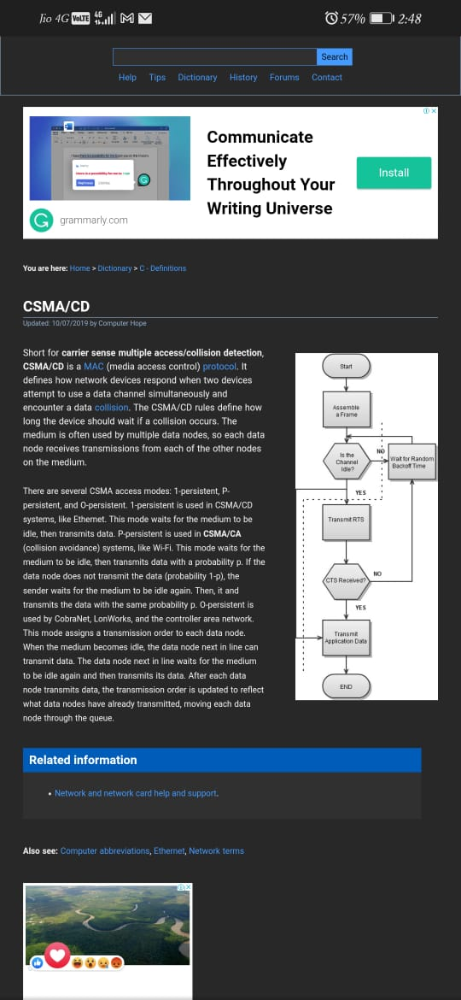 Jio 4G VoLTE 4G 57% 2:48
Search
Help Tips Dictionary History Forums Contact
Communicate
Effectively
Throughout Your
Writing Universe
Install
grammarly.com
You are here: Home > Dictionary > C - Definitions
CSMA/CD
Updated: 10/07/2019 by Computer Hope
Short for carrier sense multiple access/collision detection,
CSMA/CD is a MAC (media access control) protocol. It
defines how network devices respond when two devices
attempt to use a data channel simultaneously and
encounter a data collision. The CSMA/CD rules define how
long the device should wait if a collision occurs. The
medium is often used by multiple data nodes, so each data
node receives transmissions from each of the other nodes
on the medium.
There are several CSMA access modes: 1-persistent, P-
persistent, and O-persistent. 1-persistent is used in CSMA/CD
systems, like Ethernet. This mode waits for the medium to be
idle, then transmits data. P-persistent is used in CSMA/CA
(collision avoidance) systems, like Wi-Fi. This mode waits for the
medium to be idle, then transmits data with a probability p. If the
data node does not transmit the data (probability 1-p), the
sender waits for the medium to be idle again. Then, it and
transmits the data with the same probability p. O-persistent is
used by CobraNet, LonWorks, and the controller area network.
This mode assigns a transmission order to each data node.
When the medium becomes idle, the data node next in line can
transmit data. The data node next in line waits for the medium
to be idle again and then transmits its data. After each data
node transmits data, the transmission order is updated to reflect
what data nodes have already transmitted, moving each data
node through the queue.
Start
Assemble
a Frame
Is the
Channel
Idle?
NO
Wait for Random
Backoff Time
YES
Transmit RTS
CTS Received?
NO
YES
Transmit
Application Data
END
Related information
• Network and network card help and support.
Also see: Computer abbreviations, Ethernet, Network terms